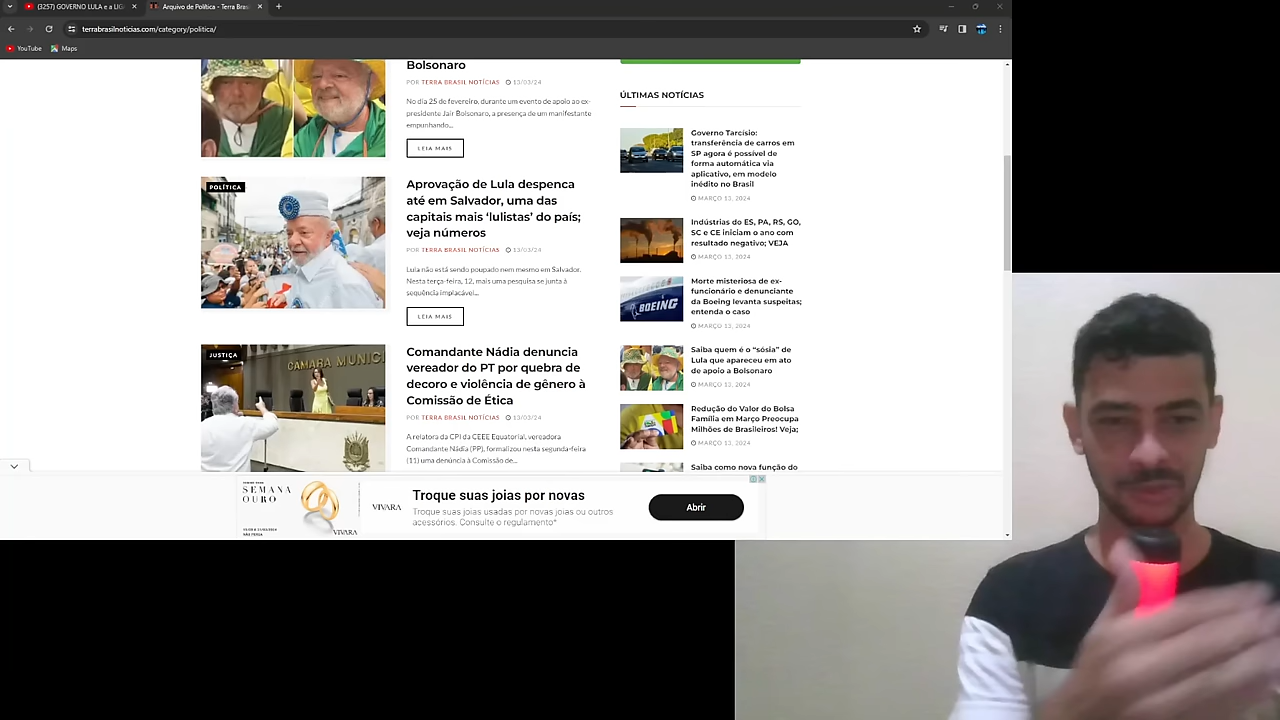 (3257) GOVERNO LULA e a LIG
Arquivo de Política - Terra Brasi
terrabrasilnoticias.com/category/politica/
YouTube
Maps
Bolsonaro
POR TERRA BRASIL NOTÍCIAS 13/03/24
No dia 25 de fevereiro, durante um evento de apoio ao ex-
presidente Jair Bolsonaro, a presença de um manifestante
empunhando...
LEIA MAIS
POLÍTICA
Aprovação de Lula despenca
até em Salvador, uma das
capitais mais ‘lulistas’ do país;
veja números
POR TERRA BRASIL NOTÍCIAS 13/03/24
Lula não está sendo poupado nem mesmo em Salvador.
Nesta terça-feira, 12, mais uma pesquisa se junta à
sequência implacável...
LEIA MAIS
JUSTIÇA
CAMARA MUNIC
Comandante Nádia denuncia
vereador do PT por quebra de
decoro e violência de gênero à
Comissão de Ética
POR TERRA BRASIL NOTÍCIAS 13/03/24
A relatora da CPI da CEEE Equatorial, vereadora
Comandante Nádia (PP), formalizou nesta segunda-feira
(11) uma denúncia à Comissão de...
ÚLTIMAS NOTÍCIAS
Governo Tarcísio:
transferência de carros em
SP agora é possível de
forma automática via
aplicativo, em modelo
inédito no Brasil
MARÇO 13, 2024
Indústrias do ES, PA, RS, GO,
SC e CE iniciam o ano com
resultado negativo; VEJA
MARÇO 13, 2024
BOEING
Morte misteriosa de ex-
funcionário e denunciante
da Boeing levanta suspeitas;
entenda o caso
MARÇO 13, 2024
Saiba quem é o “sósia” de
Lula que apareceu em ato
de apoio a Bolsonaro
MARÇO 13, 2024
Redução do Valor do Bolsa
Família em Março Preocupa
Milhões de Brasileiros! Veja;
MARÇO 13, 2024
Saiba como nova função do
SEMANA
OURO
VIVARA
VIVARA
Troque suas joias por novas
Troque suas joias usadas por novas joias ou outros
acessórios. Consulte o regulamento*
Abrir